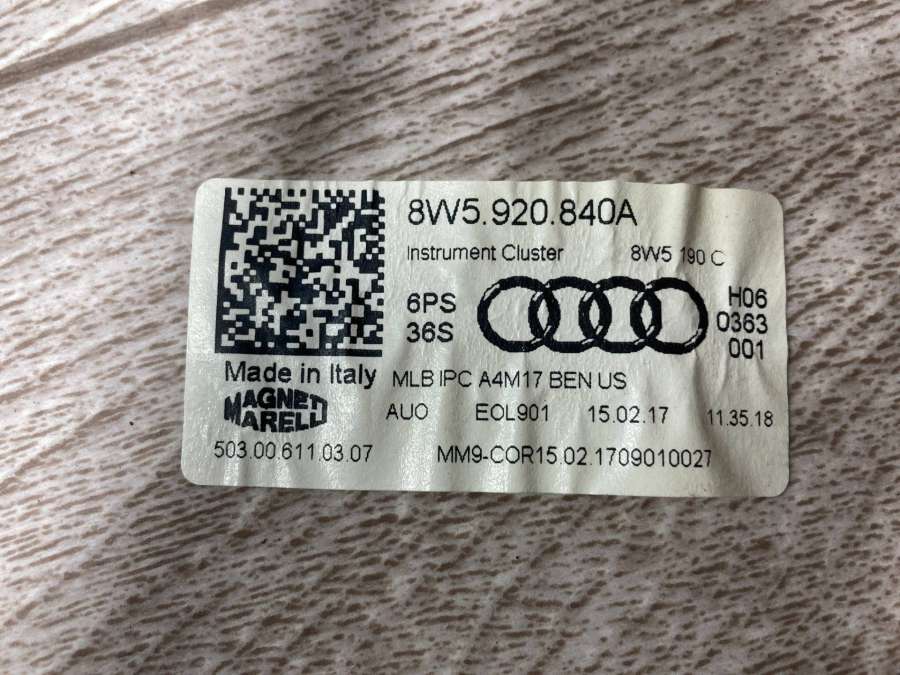 8W5.920.840A
Instrument Cluster 8W5 190 C
6PS H06
36S 0363
001
Made in Italy MLB IPC A4M17 BEN US
MAGNETI MARELLI
AUO EOL901 15.02.17 11.35.18
503.00.611.03.07 MM9-COR15.02.1709010027